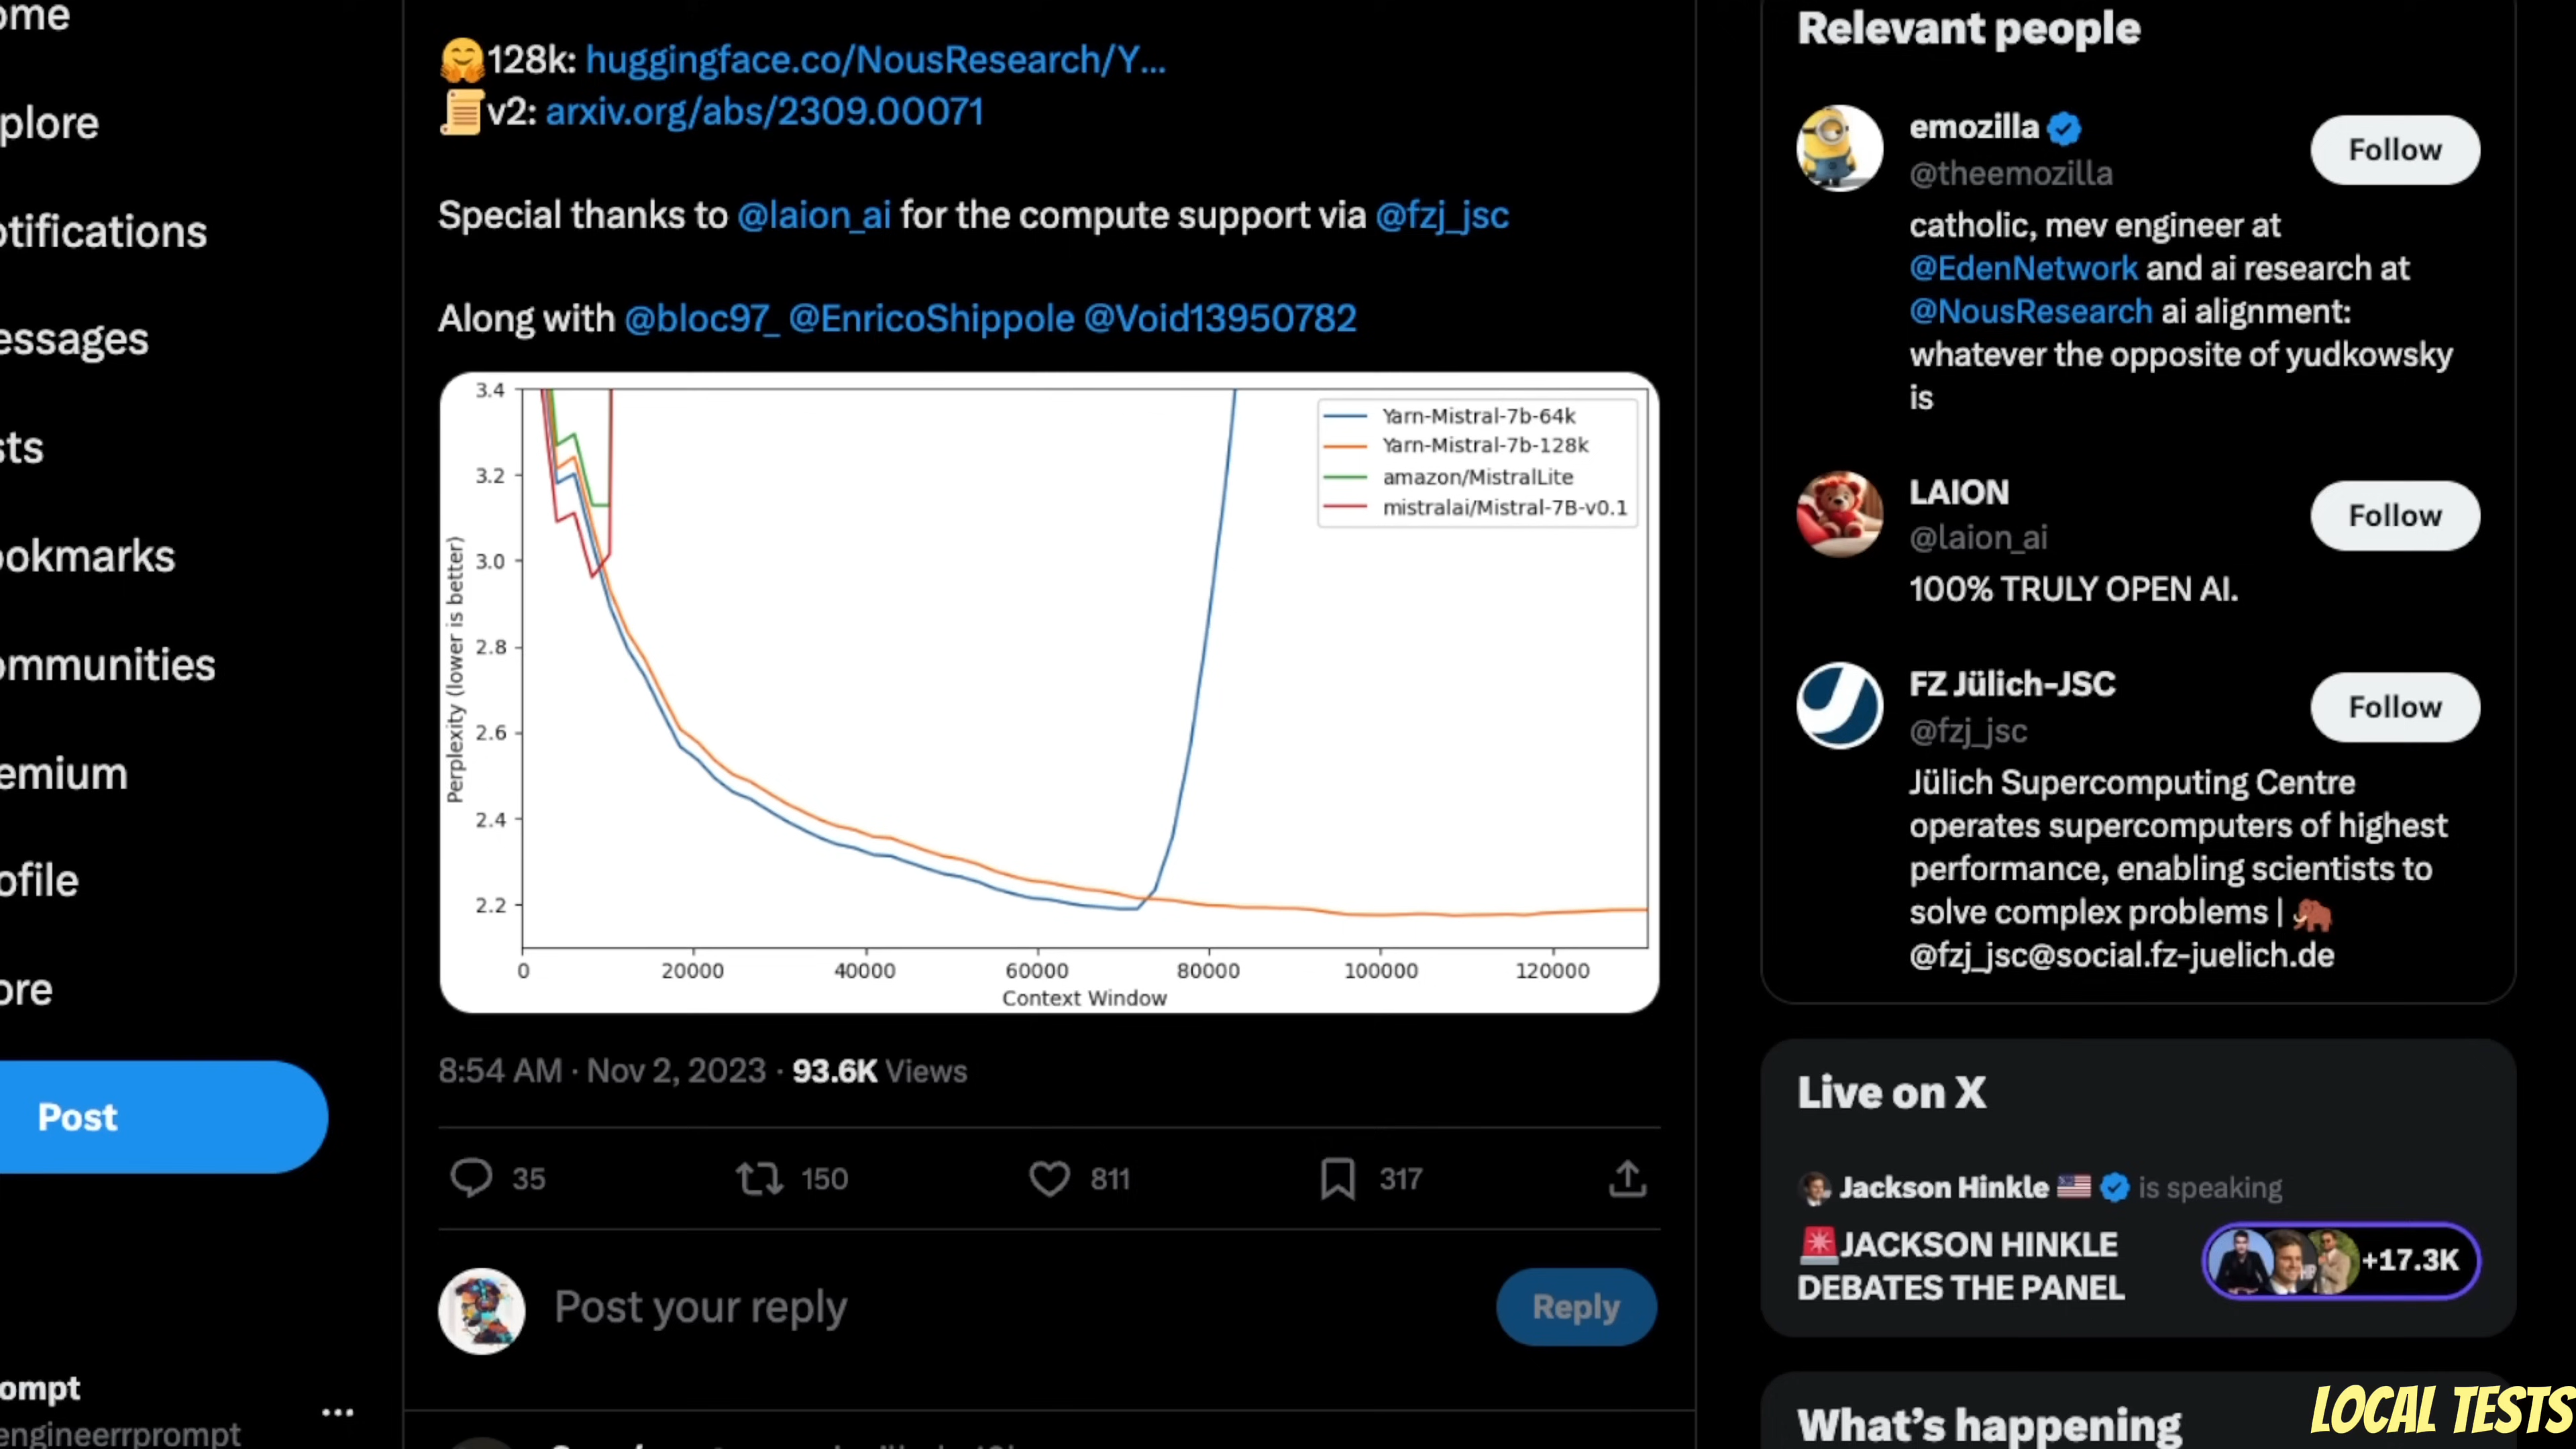 ome
plore
otifications
essages
sts
ookmarks
ommunities
emium
ofile
ore
Post
ompt
engineerrprompt
🤗128k: huggingface.co/NousResearch/Y...
📜v2: arxiv.org/abs/2309.00071
Special thanks to @laion_ai for the compute support via @fzj_jsc
Along with @bloc97_ @EnricoShippole @Void13950782
3.4
3.2
3.0
2.8
2.6
2.4
2.2
Perplexity (lower is better)
Yarn-Mistral-7b-64k
Yarn-Mistral-7b-128k
amazon/MistralLite
mistralai/Mistral-7B-v0.1
0 20000 40000 60000 80000 100000 120000
Context Window
8:54 AM · Nov 2, 2023 · 93.6K Views
35 150 811 317
Post your reply
Reply
Relevant people
emozilla
@theemozilla
Follow
catholic, mev engineer at
@EdenNetwork and ai research at
@NousResearch ai alignment:
whatever the opposite of yudkowsky
is
LAION
@laion_ai
Follow
100% TRULY OPEN AI.
FZ Jülich-JSC
@fzj_jsc
Follow
Jülich Supercomputing Centre
operates supercomputers of highest
performance, enabling scientists to
solve complex problems | 🦣
@fzj_jsc@social.fz-juelich.de
Live on X
Jackson Hinkle 🇺🇸 is speaking
🚨JACKSON HINKLE
DEBATES THE PANEL
+17.3K
What's happening
LOCAL TESTS